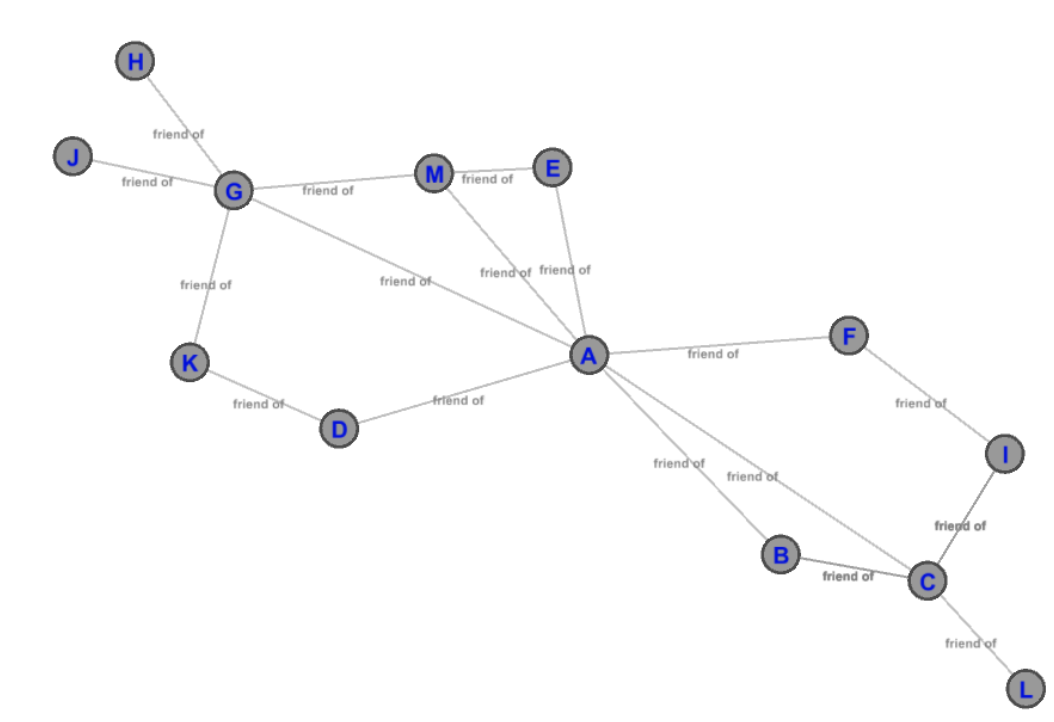 H
friend of
J
friend of
G
friend of
M
friend of
E
friend of
friend of
friend of
friend of
F
A
friend of
K
friend of
friend of
friend of
D
I
friend of
friend of
friend of
B
friend of
C
friend of
L